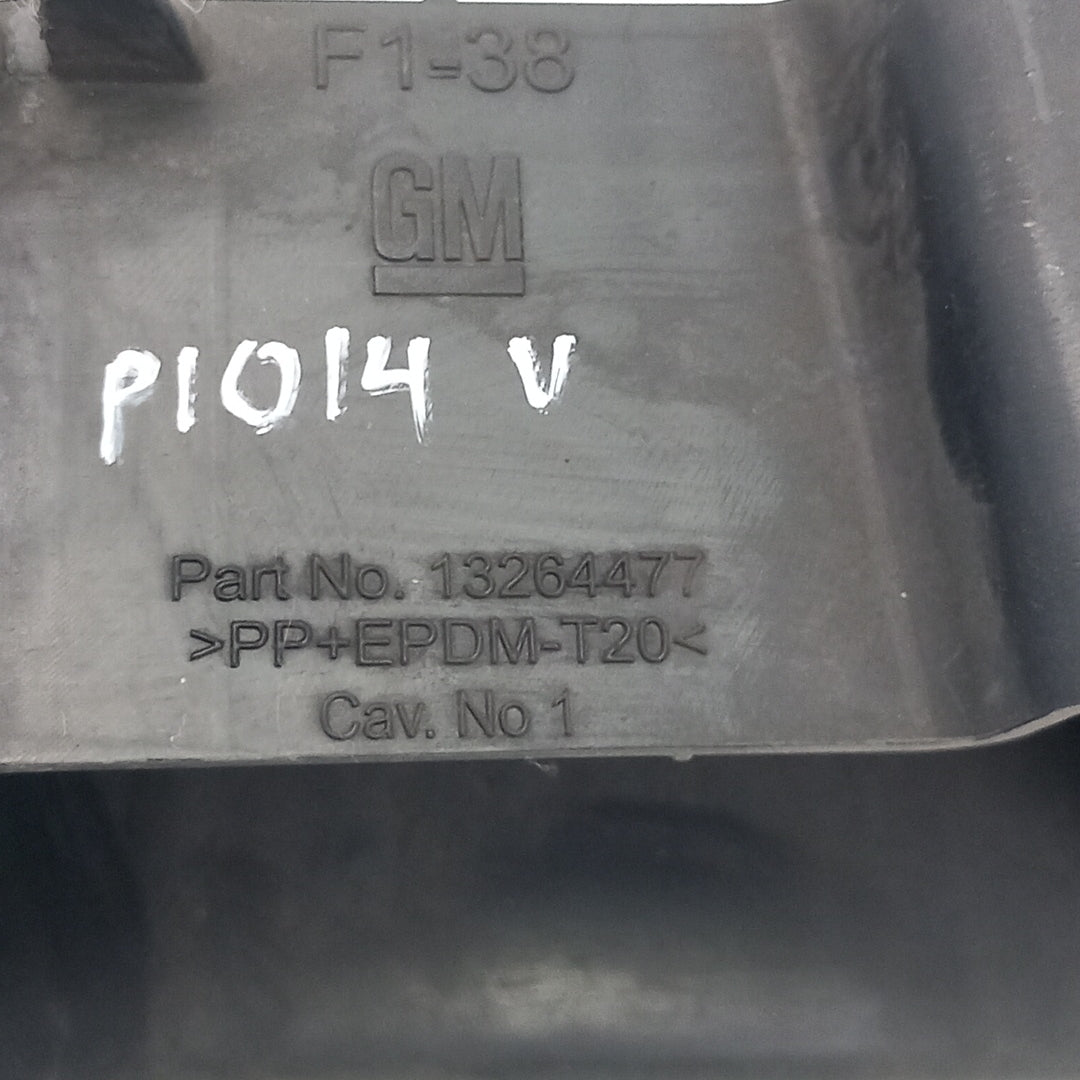 F1-38
GM
P1014 V
Part No. 13264477
>PP+EPDM-T20<
Cav. No 1